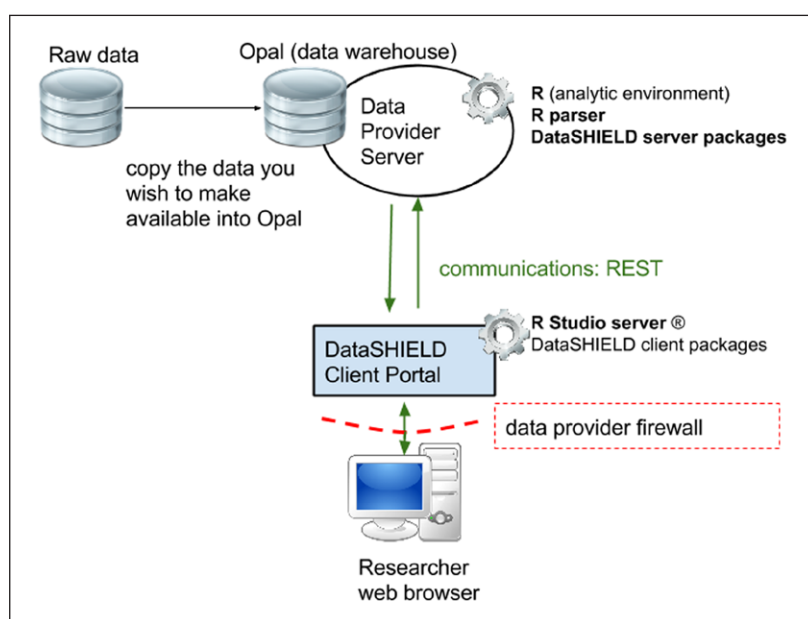 Raw data
Opal (data warehouse)
Data
Provider
Server
R (analytic environment)
R parser
DataSHIELD server packages
copy the data you
wish to make
available into Opal
communications: REST
R Studio server ®
DataSHIELD client packages
DataSHIELD
Client Portal
data provider firewall
Researcher
web browser